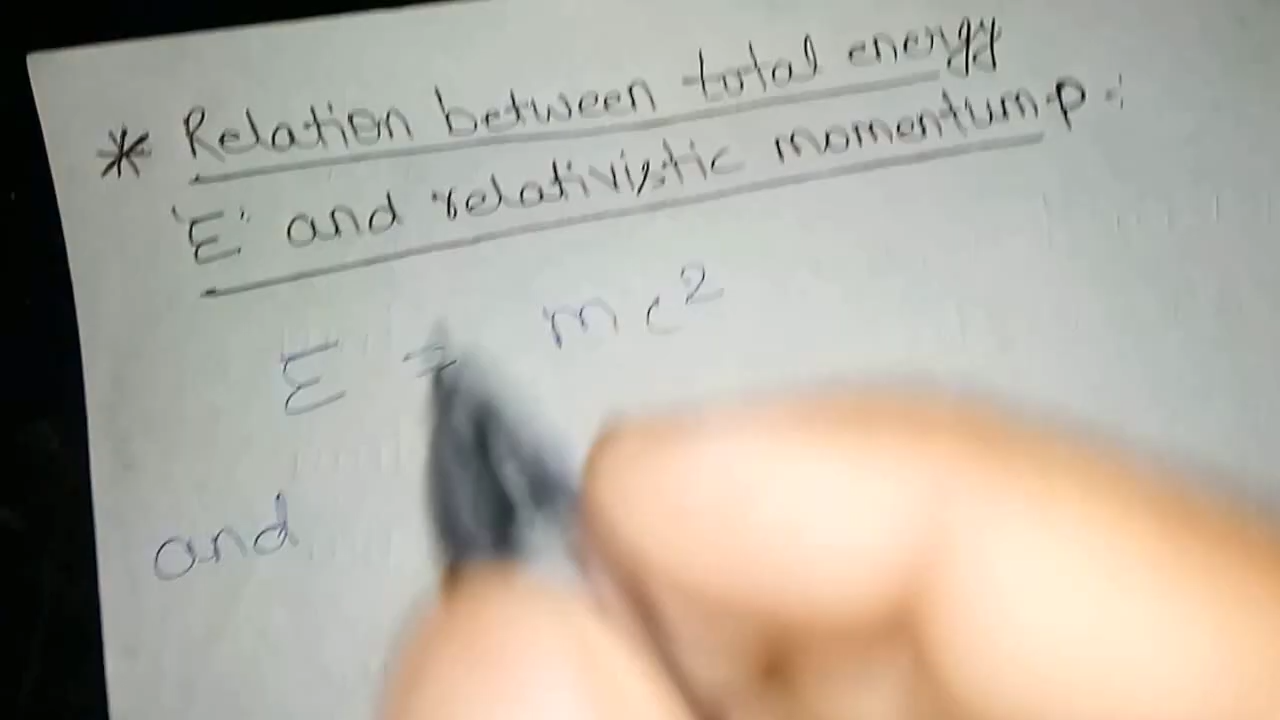 * Relation between total energy
'E' and relativistic momentum p :
E = mc²
and